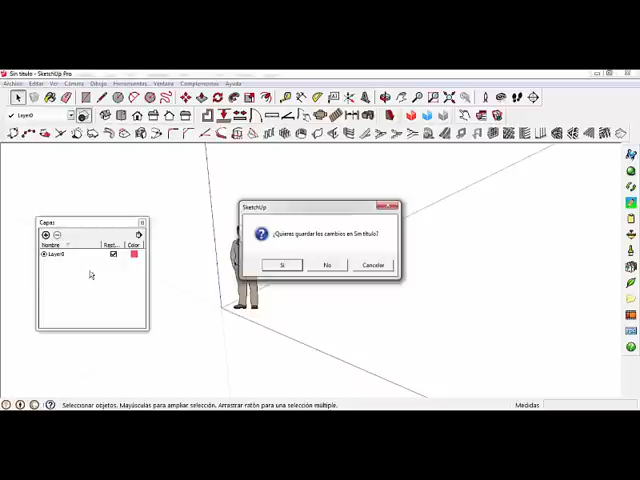 Sin título - SketchUp Pro
Archivo Editar Ver Cámara Dibujo Herramientas Ventana Complementos Ayuda
Layer0
Capas
Nombre Rest... Color
Layer0
SketchUp
¿Quieres guardar los cambios en Sin título?
Sí No Cancelar
Seleccionar objetos. Mayúsculas para ampliar selección. Arrastrar ratón para una selección múltiple. Medidas